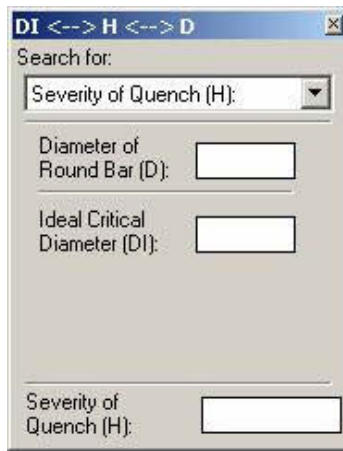 DI <--> H <--> D
Search for:
Severity of Quench (H):
Diameter of
Round Bar (D):
Ideal Critical
Diameter (DI):
Severity of
Quench (H):